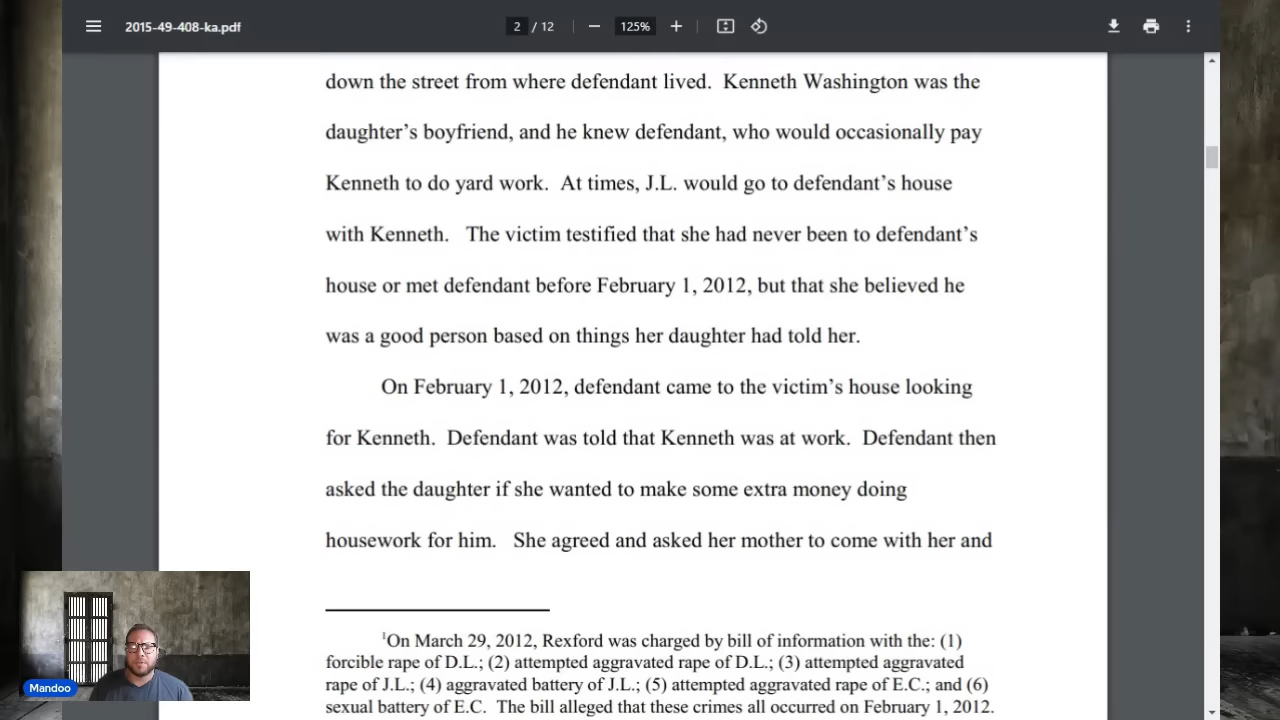 2015-49-408-ka.pdf
2 / 12
125%
down the street from where defendant lived. Kenneth Washington was the
daughter's boyfriend, and he knew defendant, who would occasionally pay
Kenneth to do yard work. At times, J.L. would go to defendant's house
with Kenneth. The victim testified that she had never been to defendant's
house or met defendant before February 1, 2012, but that she believed he
was a good person based on things her daughter had told her.
On February 1, 2012, defendant came to the victim's house looking
for Kenneth. Defendant was told that Kenneth was at work. Defendant then
asked the daughter if she wanted to make some extra money doing
housework for him. She agreed and asked her mother to come with her and
1On March 29, 2012, Rexford was charged by bill of information with the: (1)
forcible rape of D.L.; (2) attempted aggravated rape of D.L.; (3) attempted aggravated
rape of J.L.; (4) aggravated battery of J.L.; (5) attempted aggravated rape of E.C.; and (6)
sexual battery of E.C. The bill alleged that these crimes all occurred on February 1, 2012.
Mandoo